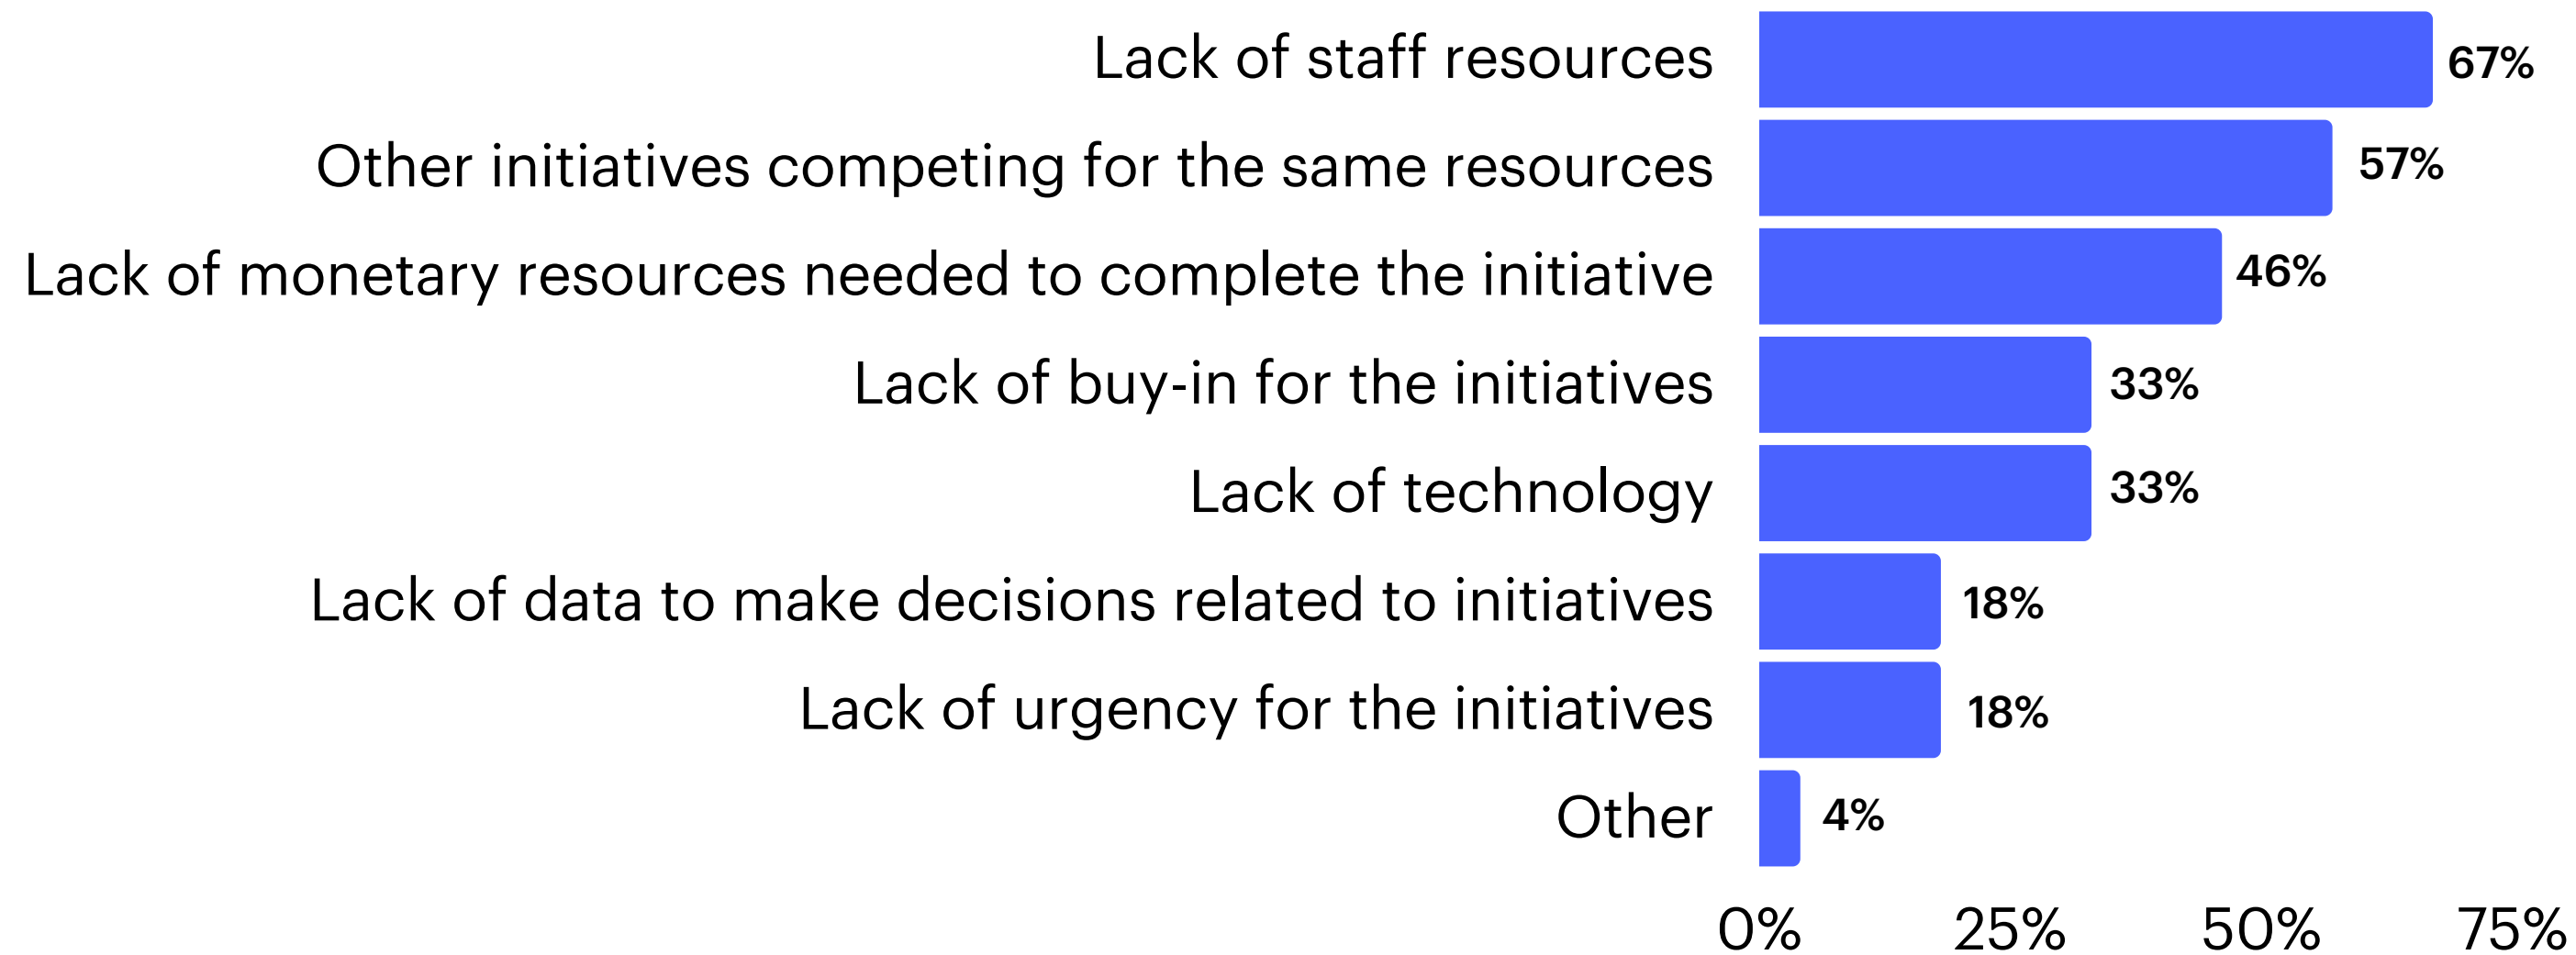 Lack of staff resources 67%
Other initiatives competing for the same resources 57%
Lack of monetary resources needed to complete the initiative 46%
Lack of buy-in for the initiatives 33%
Lack of technology 33%
Lack of data to make decisions related to initiatives 18%
Lack of urgency for the initiatives 18%
Other 4%
0% 25% 50% 75%